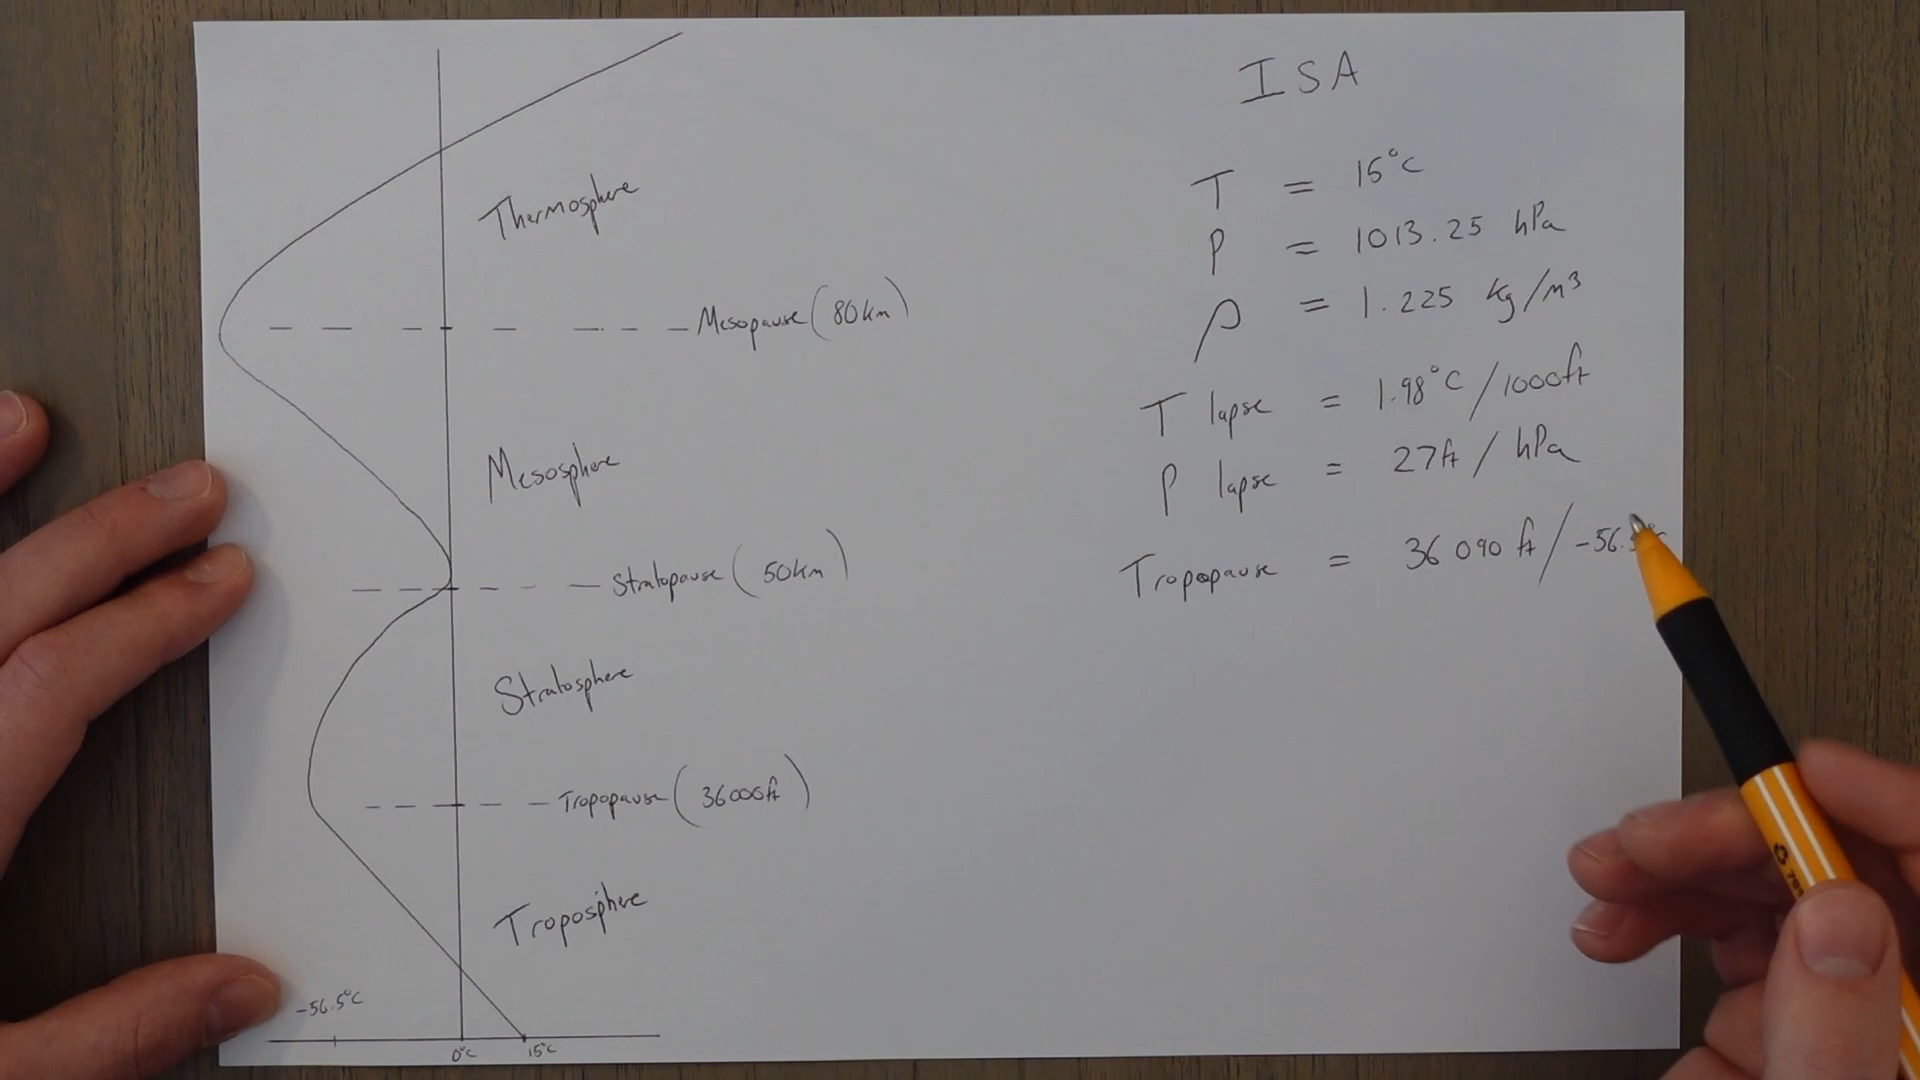 Thermosphere
Mesopause (80km)
Mesosphere
Stratopause (50km)
Stratosphere
Tropopause (36000ft)
Troposphere
-56.5°C
0°C 15°C
ISA
T = 15°C
P = 1013.25 hPa
ρ = 1.225 kg/m³
T lapse = 1.98°C / 1000ft
P lapse = 27ft / hPa
Tropopause = 36 090 ft /